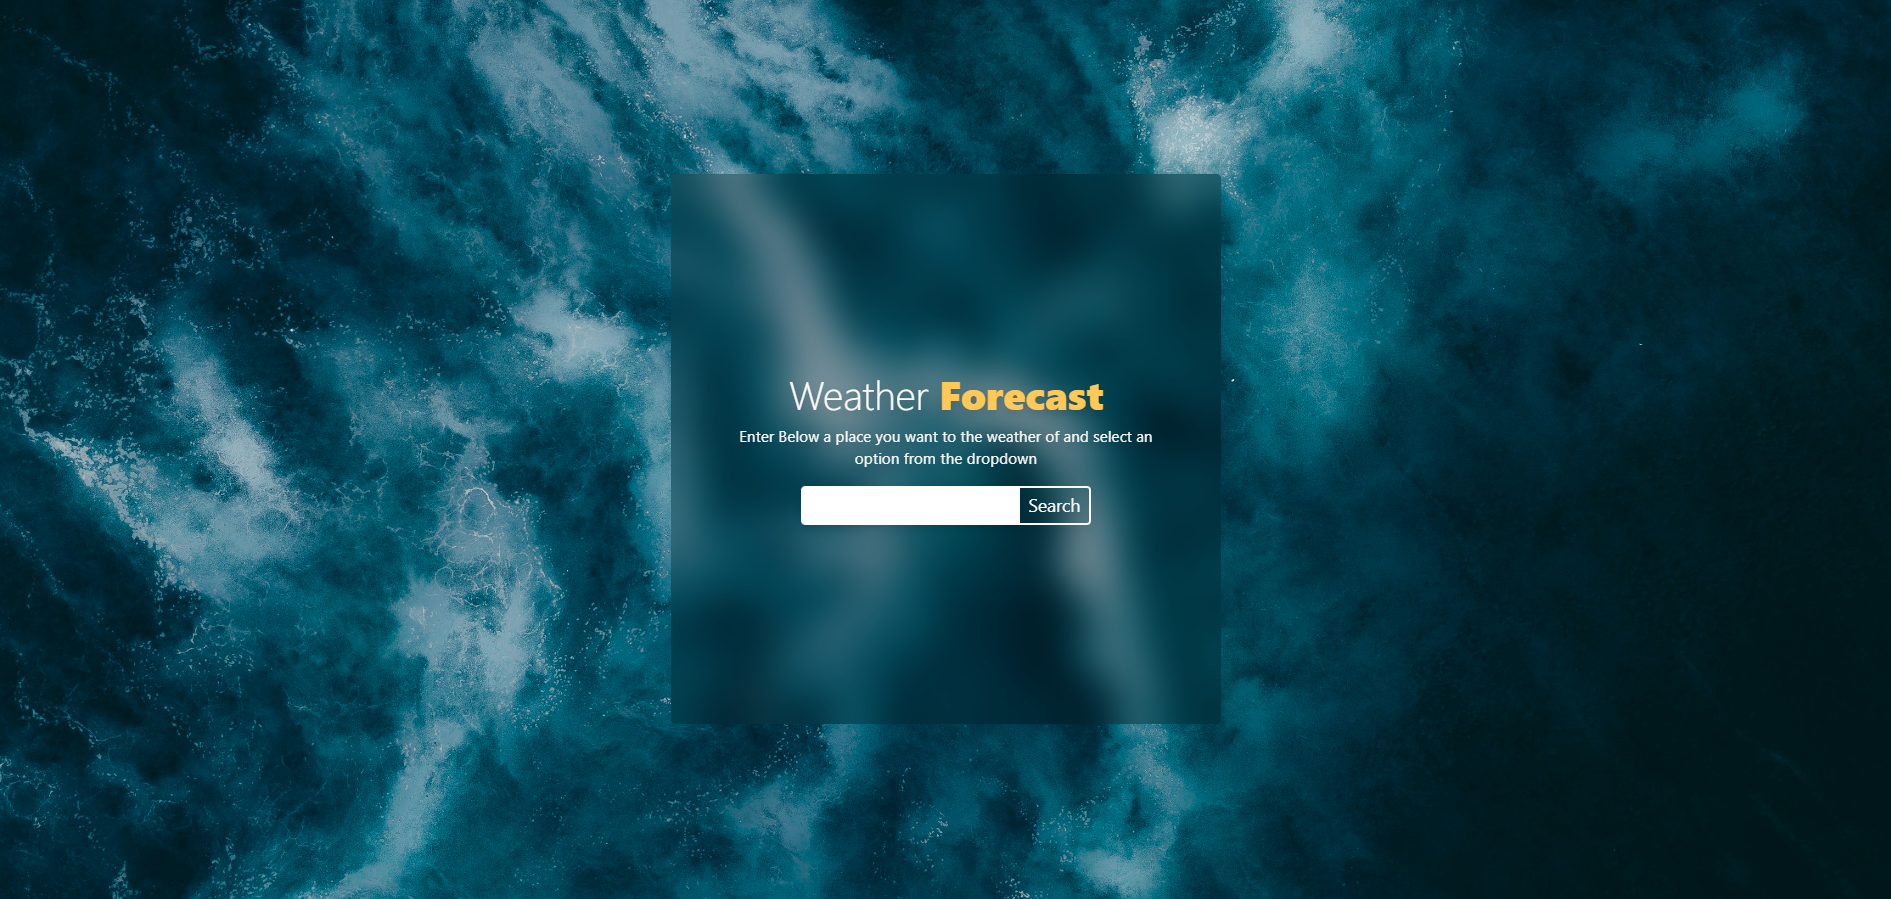 Weather Forecast
Enter Below a place you want to the weather of and select an
option from the dropdown
Search